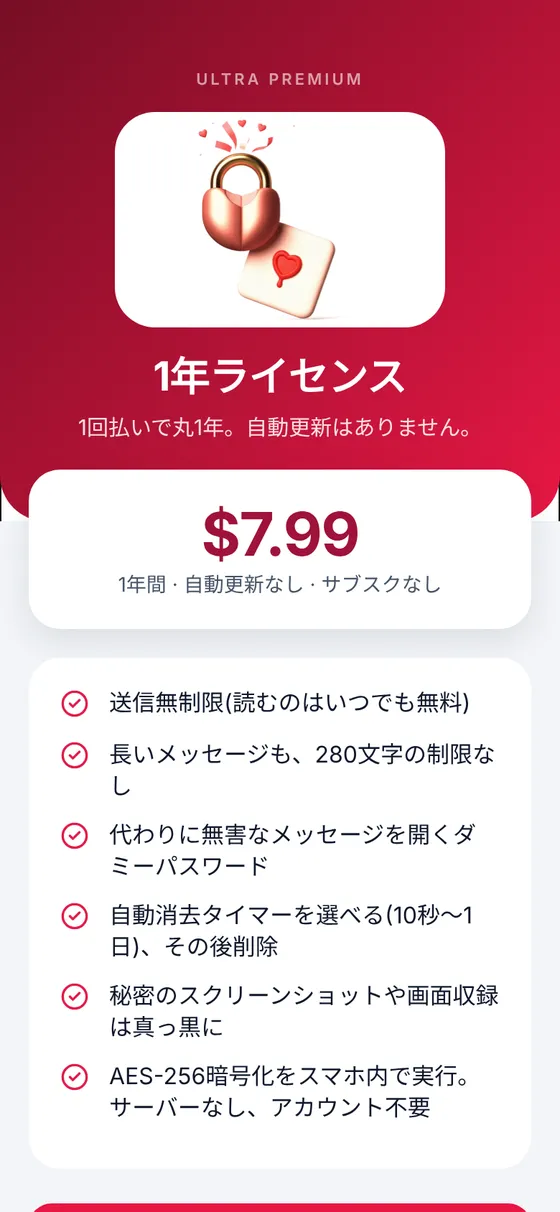 ULTRA PREMIUM
1年ライセンス
1回払いで丸1年。自動更新はありません。
$7.99
1年間 · 自動更新なし · サブスクなし
送信無制限(読むのはいつでも無料)
長いメッセージも、280文字の制限な
し
代わりに無害なメッセージを開くダ
ミーパスワード
自動消去タイマーを選べる(10秒〜1
日)、その後削除
秘密のスクリーンショットや画面収録
は真っ黒に
AES-256暗号化をスマホ内で実行。
サーバーなし、アカウント不要